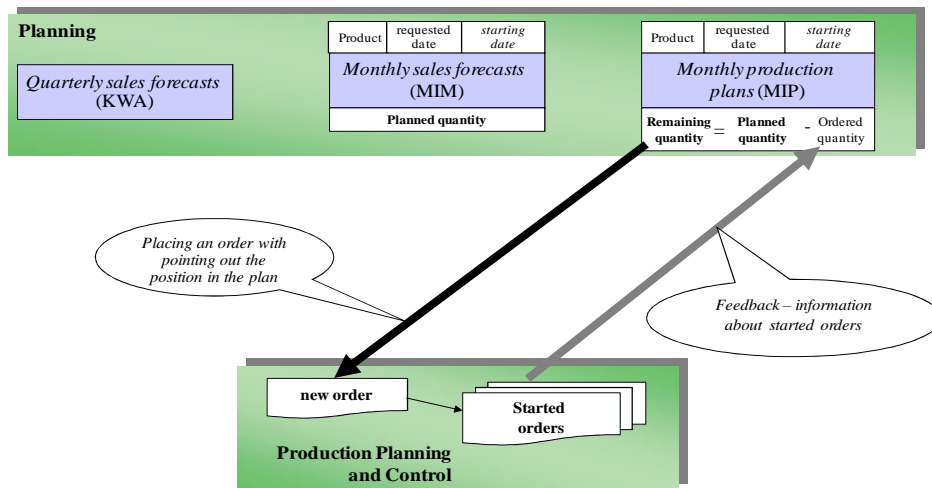 Planning
Quarterly sales forecasts
(KWA)
Product
requested
date
starting
date
Monthly sales forecasts
(MIM)
Planned quantity
Product
requested
date
starting
date
Monthly production
plans (MIP)
Remaining
quantity
=
Planned
quantity
-
Ordered
quantity
Placing an order with
pointing out the
position in the plan
Feedback – information
about started orders
new order
Started
orders
Production Planning
and Control